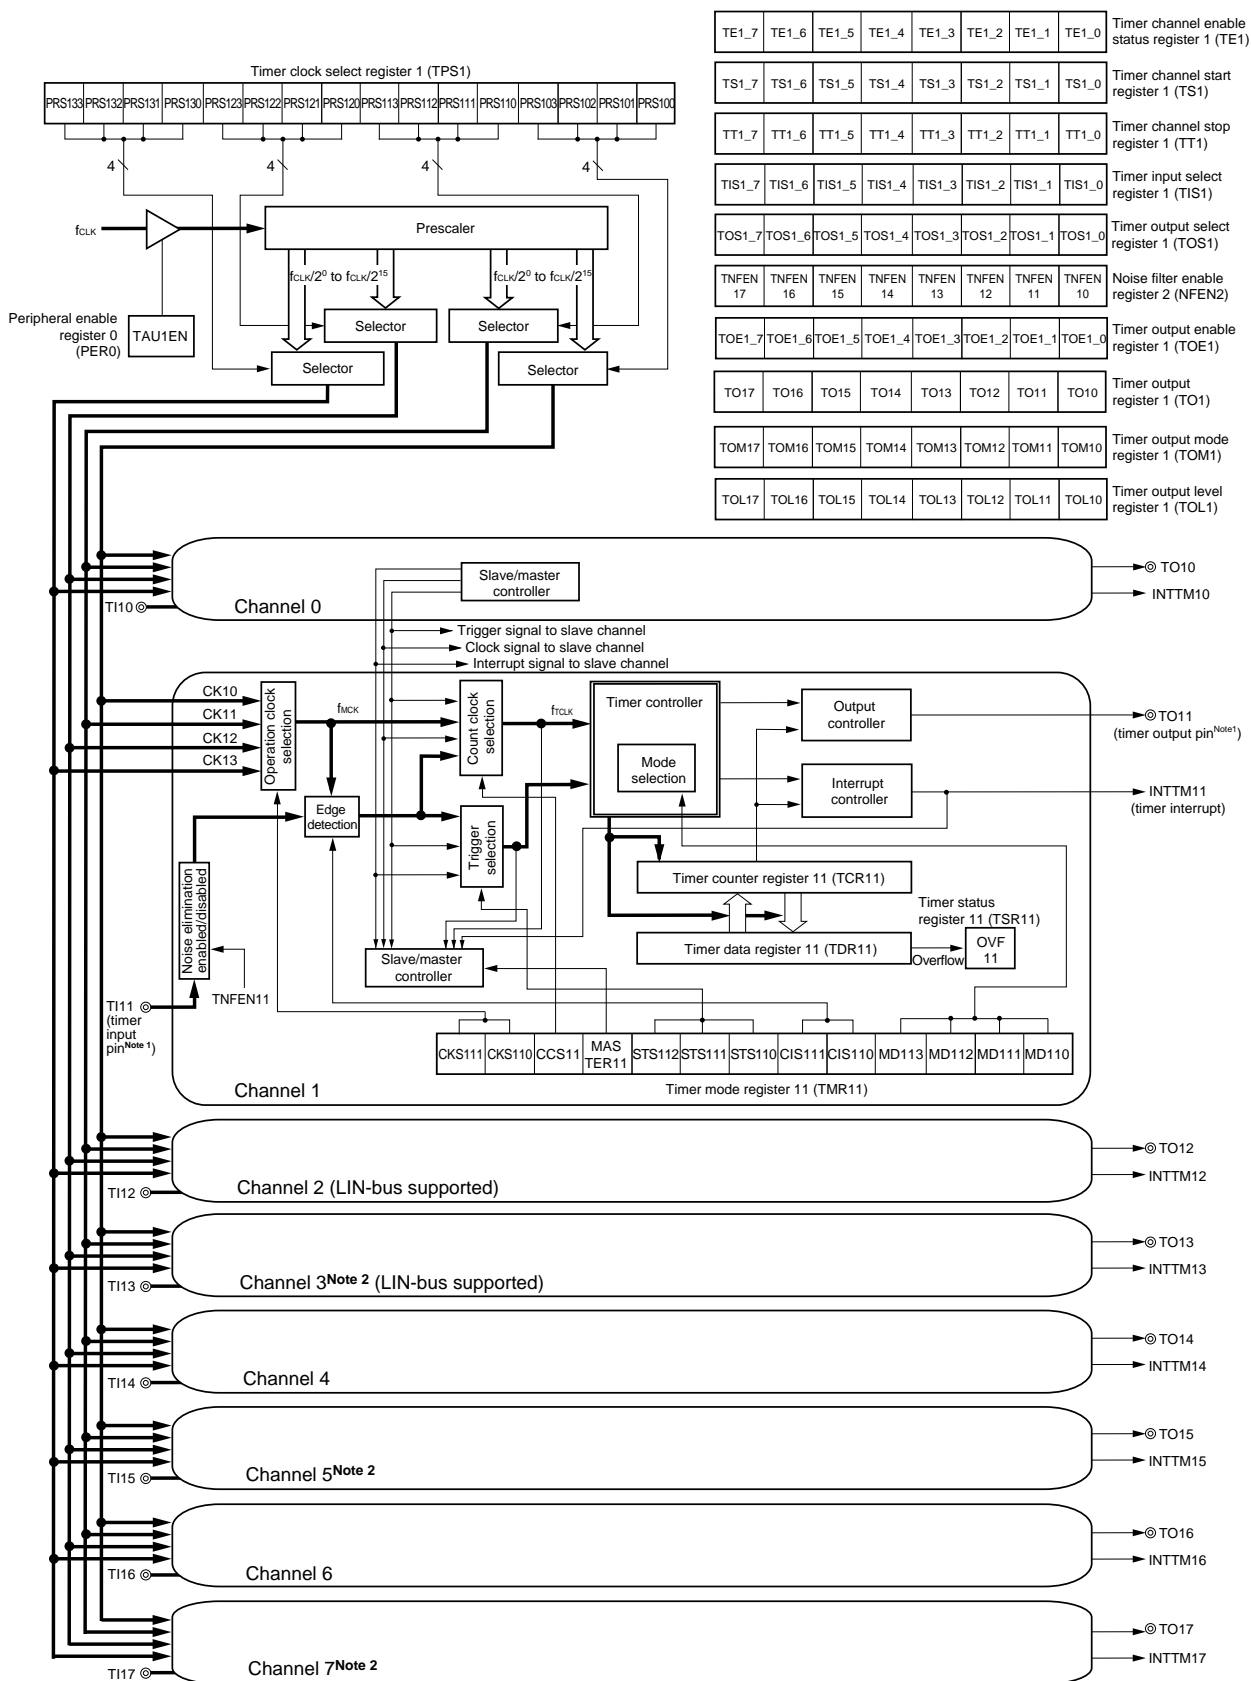 Timer clock select register 1 (TPS1)
PRS133 PRS132 PRS131 PRS130 PRS123 PRS122 PRS121 PRS120 PRS113 PRS112 PRS111 PRS110 PRS103 PRS102 PRS101 PRS100
4 4 4 4
fCLK
Prescaler
fCLK/2⁰ to fCLK/2¹⁵ fCLK/2⁰ to fCLK/2¹⁵
Peripheral enable
register 0
(PER0)
TAU1EN
Selector Selector
Selector Selector
TE1_7 TE1_6 TE1_5 TE1_4 TE1_3 TE1_2 TE1_1 TE1_0
Timer channel enable
status register 1 (TE1)
TS1_7 TS1_6 TS1_5 TS1_4 TS1_3 TS1_2 TS1_1 TS1_0
Timer channel start
register 1 (TS1)
TT1_7 TT1_6 TT1_5 TT1_4 TT1_3 TT1_2 TT1_1 TT1_0
Timer channel stop
register 1 (TT1)
TIS1_7 TIS1_6 TIS1_5 TIS1_4 TIS1_3 TIS1_2 TIS1_1 TIS1_0
Timer input select
register 1 (TIS1)
TOS1_7 TOS1_6 TOS1_5 TOS1_4 TOS1_3 TOS1_2 TOS1_1 TOS1_0
Timer output select
register 1 (TOS1)
TNFEN TNFEN TNFEN TNFEN TNFEN TNFEN TNFEN TNFEN
17 16 15 14 13 12 11 10
Noise filter enable
register 2 (NFEN2)
TOE1_7 TOE1_6 TOE1_5 TOE1_4 TOE1_3 TOE1_2 TOE1_1 TOE1_0
Timer output enable
register 1 (TOE1)
TO17 TO16 TO15 TO14 TO13 TO12 TO11 TO10
Timer output
register 1 (TO1)
TOM17 TOM16 TOM15 TOM14 TOM13 TOM12 TOM11 TOM10
Timer output mode
register 1 (TOM1)
TOL17 TOL16 TOL15 TOL14 TOL13 TOL12 TOL11 TOL10
Timer output level
register 1 (TOL1)
Slave/master
controller
TI10
Channel 0
TO10
INTTM10
Trigger signal to slave channel
Clock signal to slave channel
Interrupt signal to slave channel
CK10
CK11
CK12
CK13
Operation clock
selection
fMCK
Count clock
selection
fTCLK
Timer controller
Mode
selection
Output
controller
TO11
(timer output pinNote1)
Interrupt
controller
INTTM11
(timer interrupt)
Edge
detection
Trigger
selection
Noise elimination
enabled/disabled
TNFEN11
TI11
(timer
input
pinNote 1)
Timer counter register 11 (TCR11)
Timer data register 11 (TDR11)
Timer status
register 11 (TSR11)
Overflow
OVF
11
Slave/master
controller
CKS111 CKS110 CCS11 MAS
TER11 STS112 STS111 STS110 CIS111 CIS110 MD113 MD112 MD111 MD110
Timer mode register 11 (TMR11)
Channel 1
TI12
Channel 2 (LIN-bus supported)
TO12
INTTM12
TI13
Channel 3Note 2 (LIN-bus supported)
TO13
INTTM13
TI14
Channel 4
TO14
INTTM14
TI15
Channel 5Note 2
TO15
INTTM15
TI16
Channel 6
TO16
INTTM16
TI17
Channel 7Note 2
TO17
INTTM17